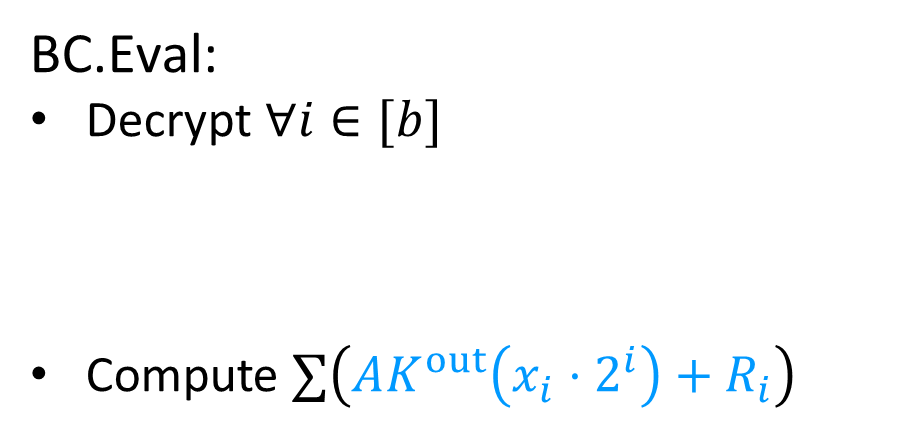 BC.Eval:
• Decrypt ∀i ∈ [b]
• Compute ∑(AK^out(x_i · 2^i) + R_i)